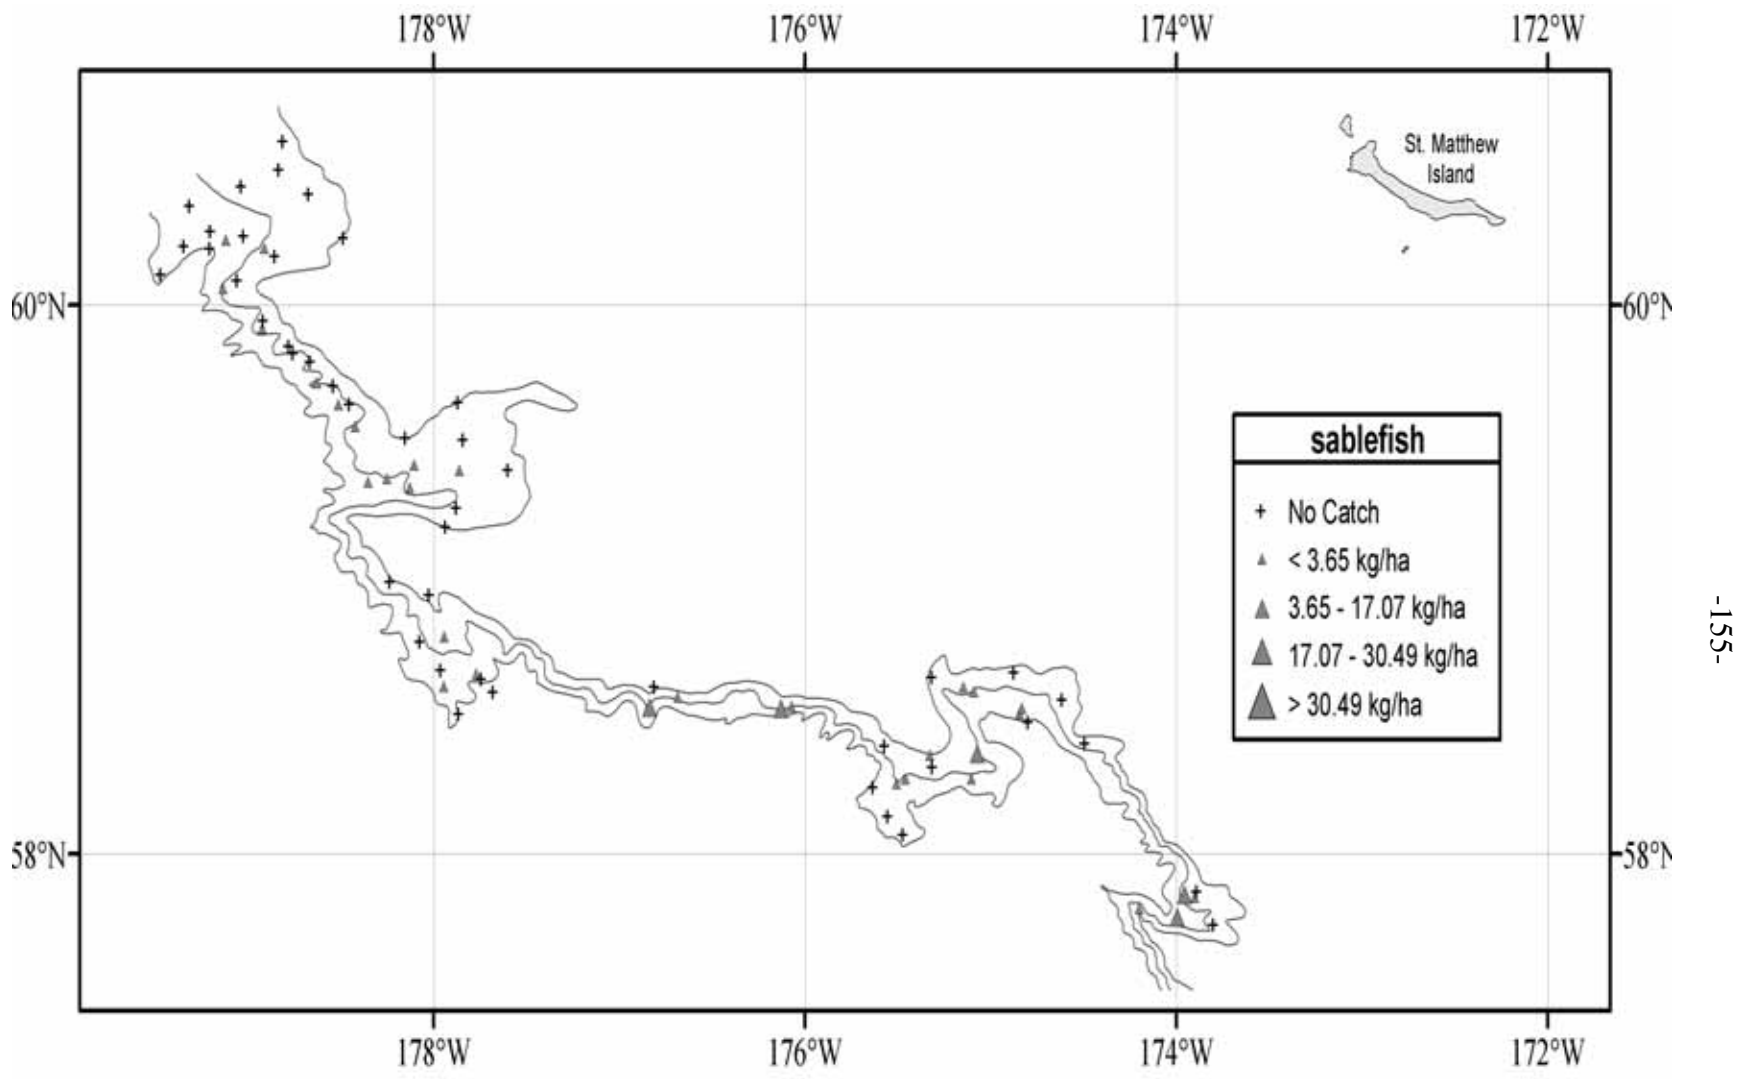 178°W 176°W 174°W 172°W
St. Matthew
Island
60°N 60°N
sablefish
No Catch
< 3.65 kg/ha
3.65 - 17.07 kg/ha
17.07 - 30.49 kg/ha
> 30.49 kg/ha
-155-
58°N 58°N
178°W 176°W 174°W 172°W